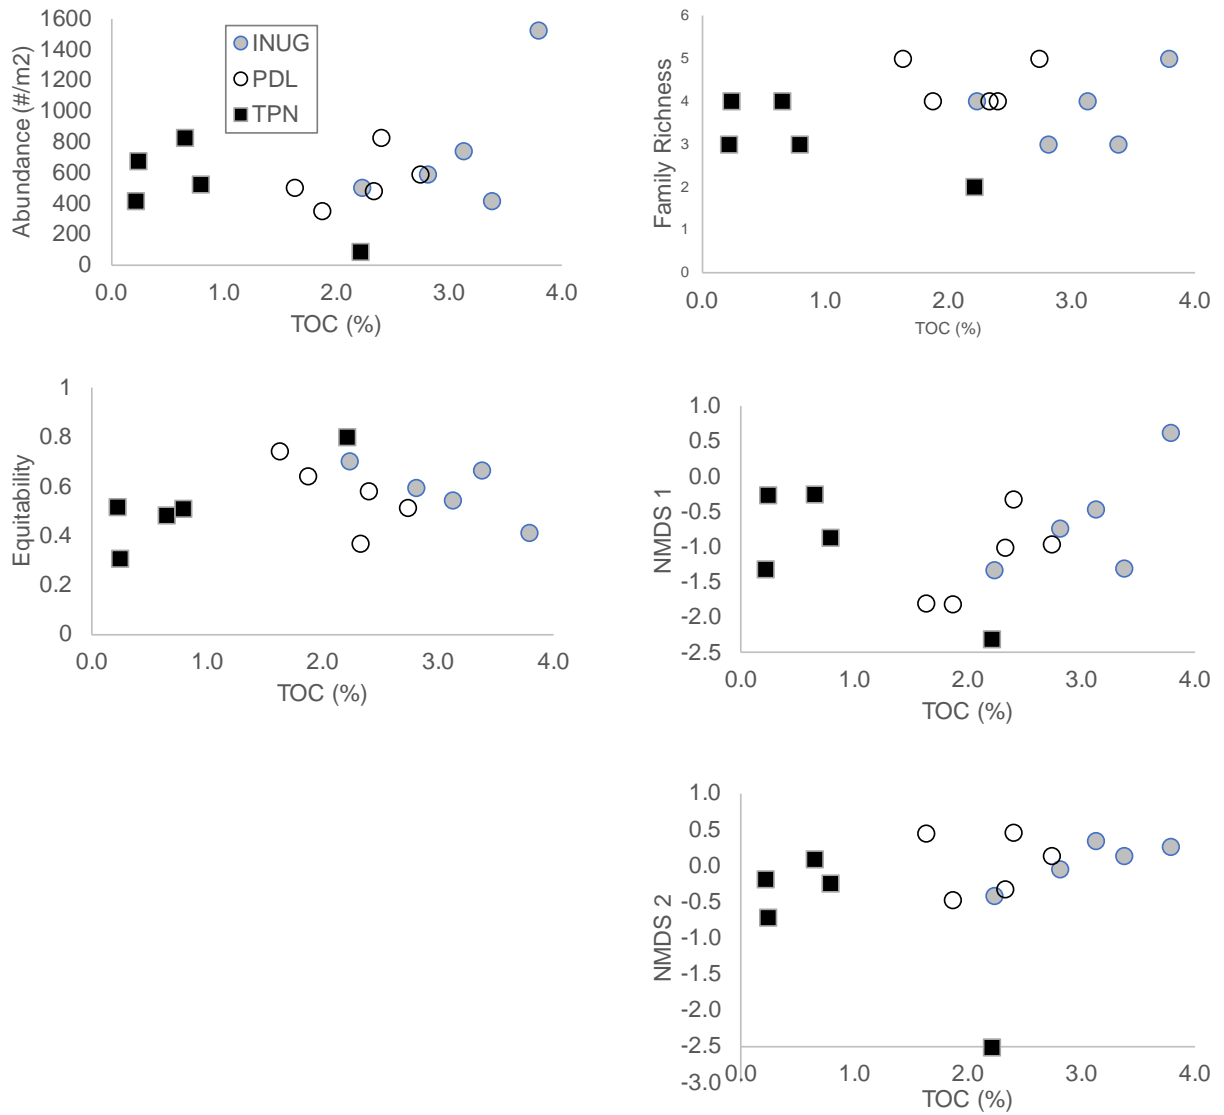 1600
1400
1200
1000
800
600
400
200
0
Abundance (#/m2)
INUG
PDL
TPN
0.0 1.0 2.0 3.0 4.0
TOC (%)
6
5
4
3
2
1
0
Family Richness
0.0 1.0 2.0 3.0 4.0
TOC (%)
1
0.8
0.6
0.4
0.2
0
Equitability
0.0 1.0 2.0 3.0 4.0
TOC (%)
1.0
0.5
0.0
-0.5
-1.0
-1.5
-2.0
-2.5
NMDS 1
0.0 1.0 2.0 3.0 4.0
TOC (%)
1.0
0.5
0.0
-0.5
-1.0
-1.5
-2.0
-2.5
-3.0
NMDS 2
0.0 1.0 2.0 3.0 4.0
TOC (%)